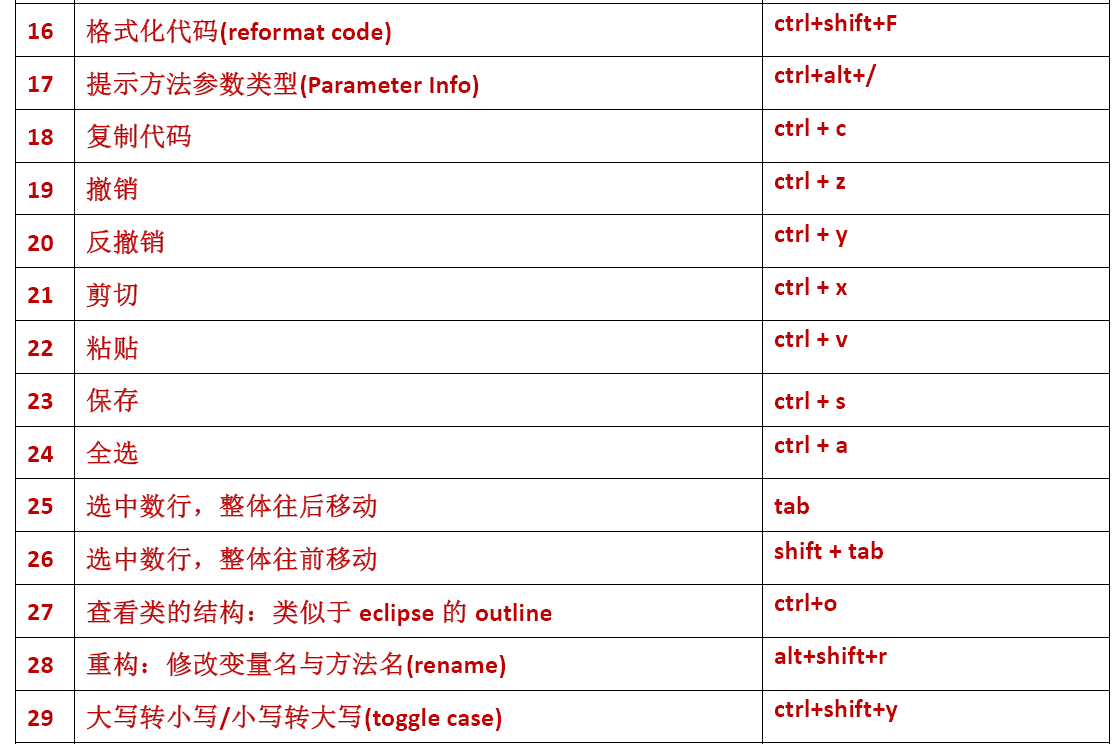 16 格式化代码(reformat code) ctrl+shift+F
17 提示方法参数类型(Parameter Info) ctrl+alt+/
18 复制代码 ctrl + c
19 撤销 ctrl + z
20 反撤销 ctrl + y
21 剪切 ctrl + x
22 粘贴 ctrl + v
23 保存 ctrl + s
24 全选 ctrl + a
25 选中数行，整体往后移动 tab
26 选中数行，整体往前移动 shift + tab
27 查看类的结构：类似于 eclipse 的 outline ctrl+o
28 重构：修改变量名与方法名(rename) alt+shift+r
29 大写转小写/小写转大写(toggle case) ctrl+shift+y